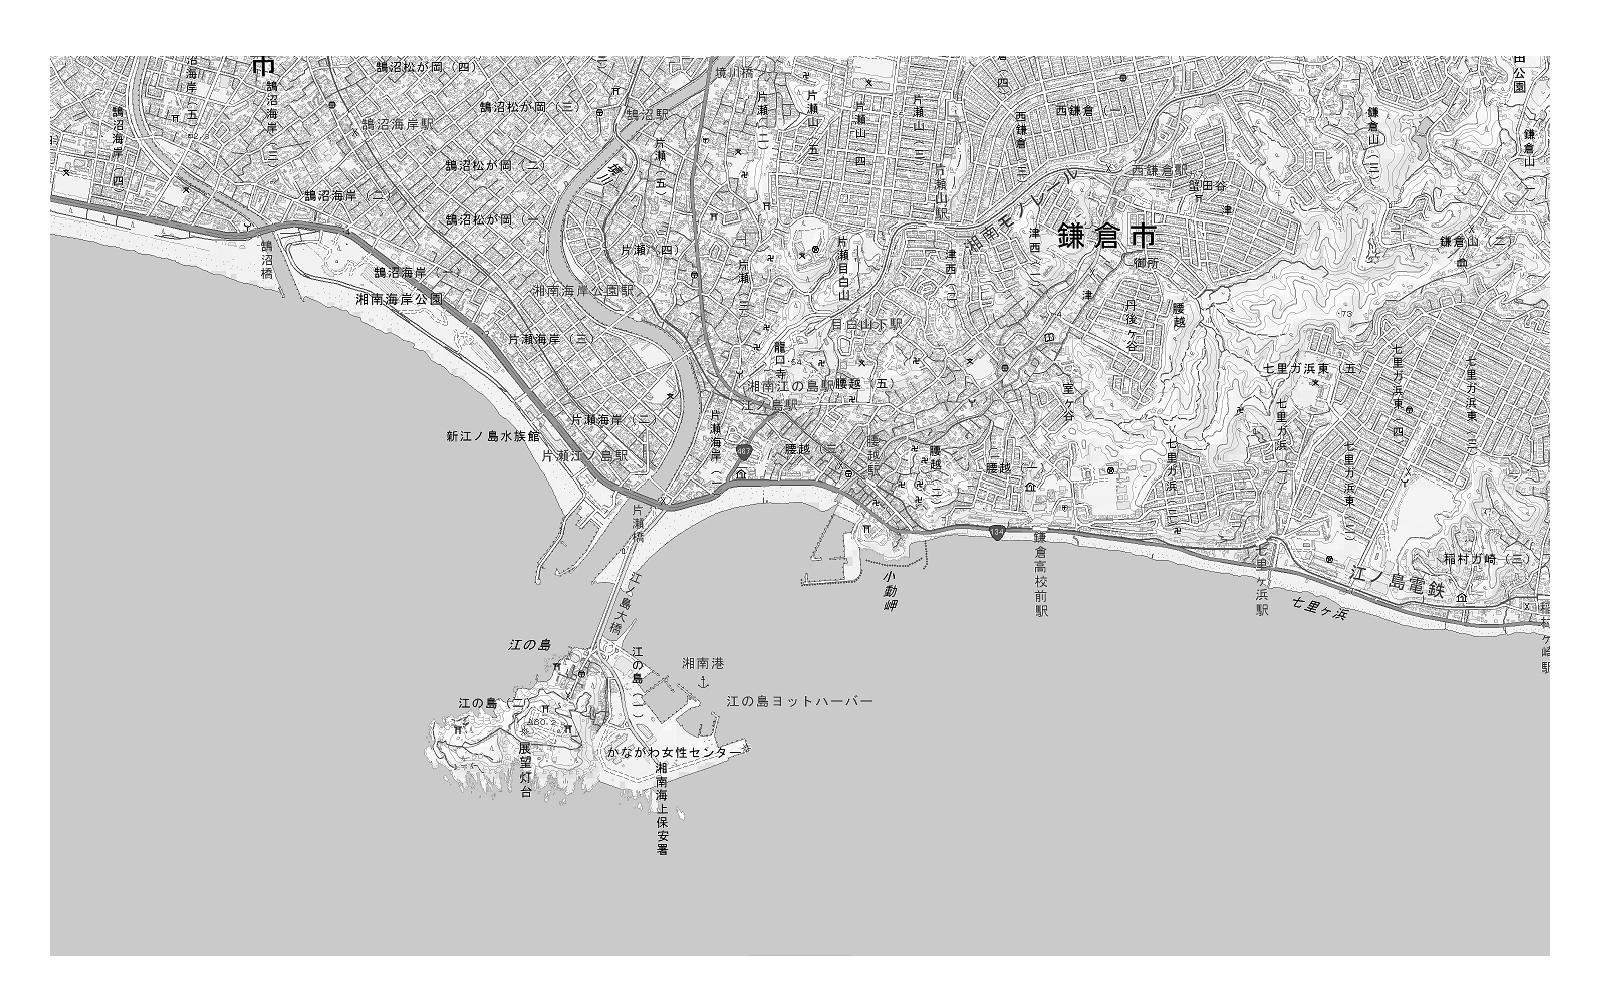 市
鵠沼松が岡（四）
境川橋
四
田公園
海岸（五）
鵠沼海岸（三）
鵠沼海岸（四）
鵠沼松が岡（三）
鵠沼駅
鵠沼海岸駅
片瀬（二）
片瀬山（五）
片瀬山（四）
片瀬山（三）
西鎌倉（一）
西鎌倉（三）
鎌倉山（三）
鎌倉山（一
片瀬（五）
境川
鵠沼松が岡（二）
鵠沼海岸（二）
鵠沼松が岡（一）
片瀬山駅
西鎌倉駅
蟹田谷
津
湘南モノレール
鎌倉市
鎌倉山（二）
津西（一）
津西（二）
御所
津
鵠沼橋
片瀬（四）
片瀬（三）
片瀬目白山
鵠沼海岸（一）
湘南海岸公園
湘南海岸公園駅
丹後ヶ谷
腰越
目白山下駅
・73
片瀬海岸（三）
龍口寺
・54
湘南江の島駅
腰越（五）
江ノ島駅
室ヶ谷
七里ガ浜東（五）
七里ガ浜東（四）
七里ガ浜東（三）
七里ガ浜（二）
七里ガ浜東（二）
七里ガ浜（一）
片瀬海岸（二）
片瀬海岸（一）
新江ノ島水族館
片瀬江ノ島駅
467
腰越（三）
腰越駅
腰越（二）
腰越（一）
片瀬橋
134
鎌倉高校前駅
七里ヶ浜駅
稲村ガ崎（三）
江ノ島電鉄
七里ヶ浜
稲村ヶ崎駅
小動岬
江ノ島大橋
江の島
江の島（一）
湘南港
江の島（二）
江の島ヨットハーバー
60.2
展望灯台
かながわ女性センター
湘南海上保安署